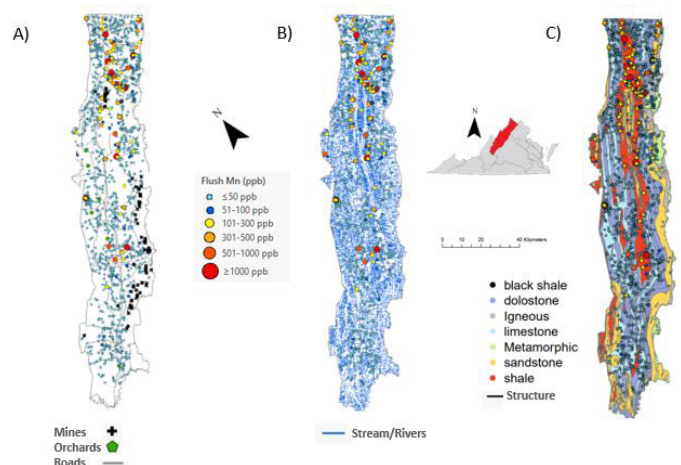 A)
B)
C)
N
N
Flush Mn (ppb)
≤50 ppb
51-100 ppb
101-300 ppb
301-500 ppb
501-1000 ppb
≥1000 ppb
0 10 20 40 Kilometers
black shale
dolostone
Igneous
limestone
Metamorphic
sandstone
shale
Structure
Mines
Orchards
Roads
Stream/Rivers